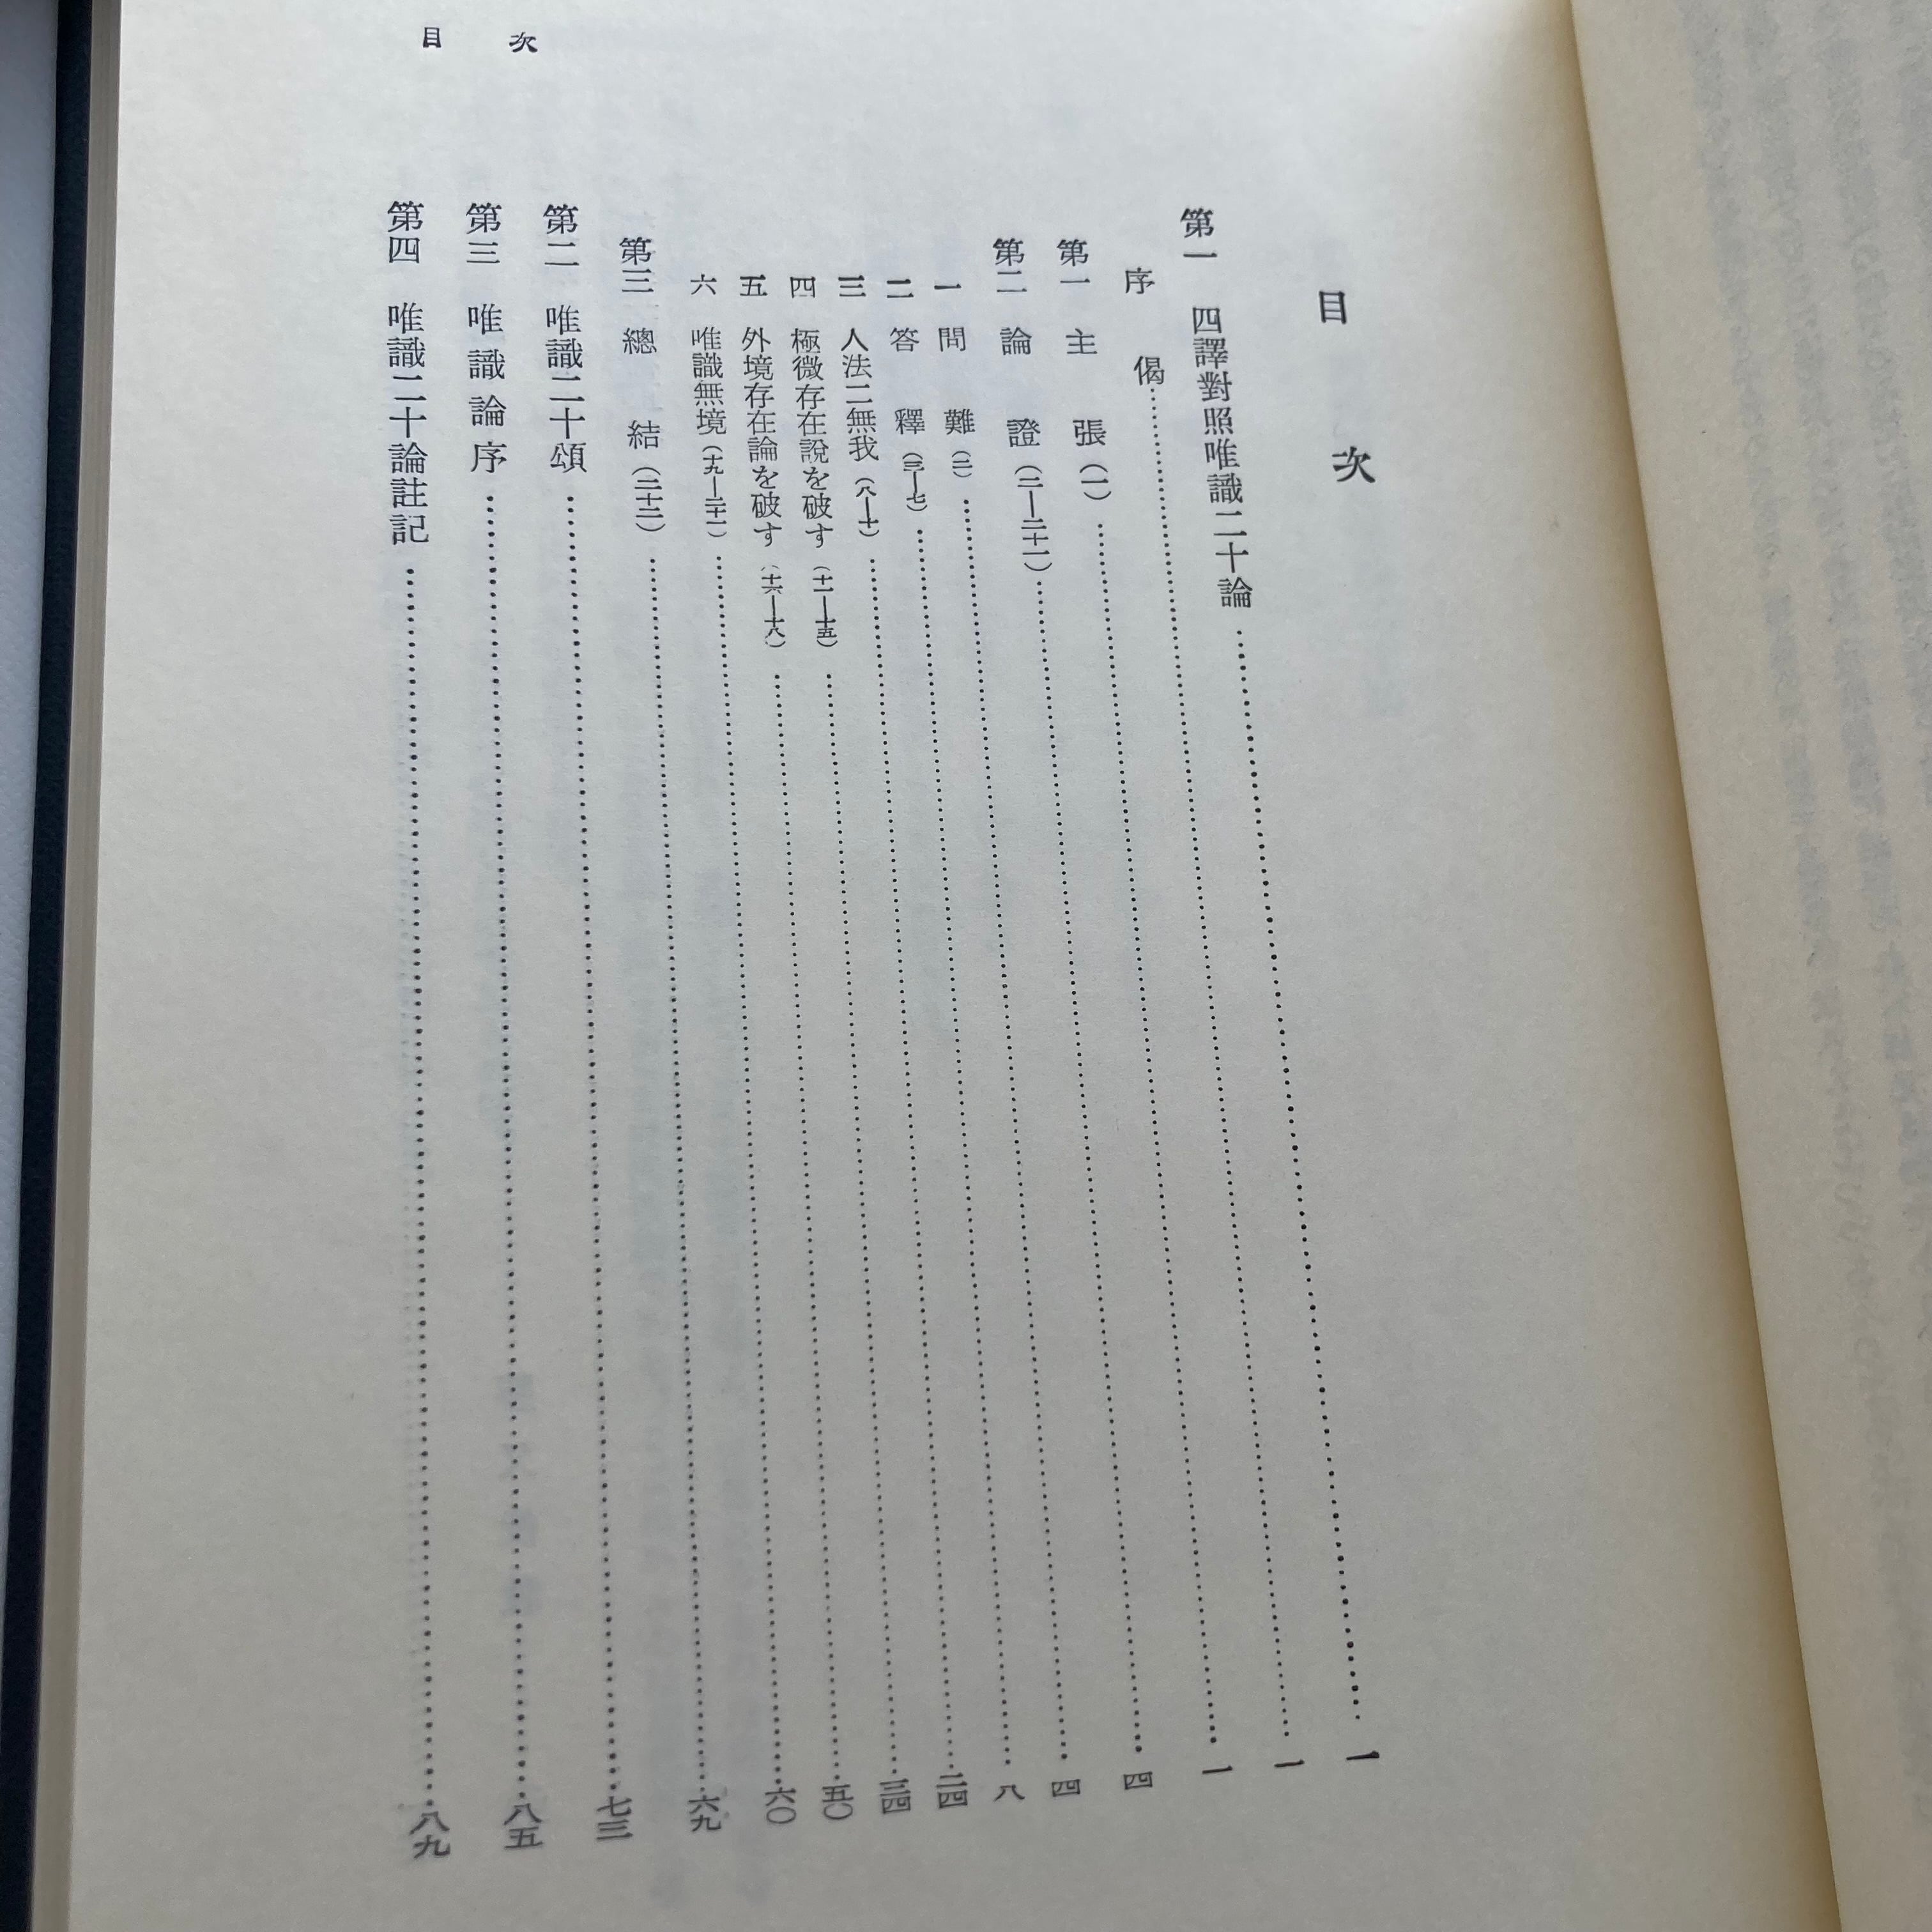 目次
目次
第一 四譯對照唯識二十論……一
序偈……一
第一 主張(一)……一
第二 論證(二—二十一)……四
一 問難(二)……四
二 答釋(三—七)……八
三 人法二無我(八—十)……二四
四 極微存在說を破す(十一—十五)……三四
五 外境存在論を破す(十六—十八)……五〇
六 唯識無境(十九—二十一)……六〇
第三 總結(二十二)……六九
第二 唯識二十頌……七三
第三 唯識論序……八五
第四 唯識二十論註記……八九